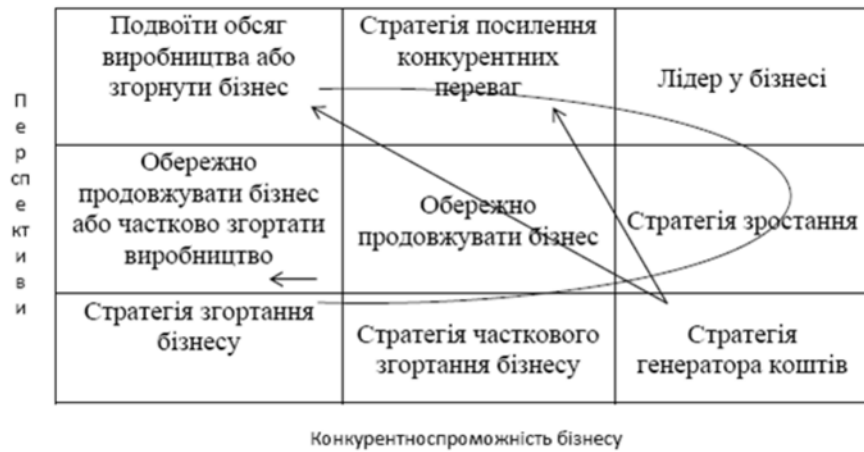 Подвоїти обсяг
виробництва або
згорнути бізнес
Стратегія посилення
конкурентних
переваг
Лідер у бізнесі
Обережно
продовжувати бізнес
або частково згортати
виробництво
Обережно
продовжувати бізнес
Стратегія зростання
Стратегія згортання
бізнесу
Стратегія часткового
згортання бізнесу
Стратегія
генератора коштів
П
е
р
сп
е
кт
и
в
и
Конкурентноспроможність бізнесу